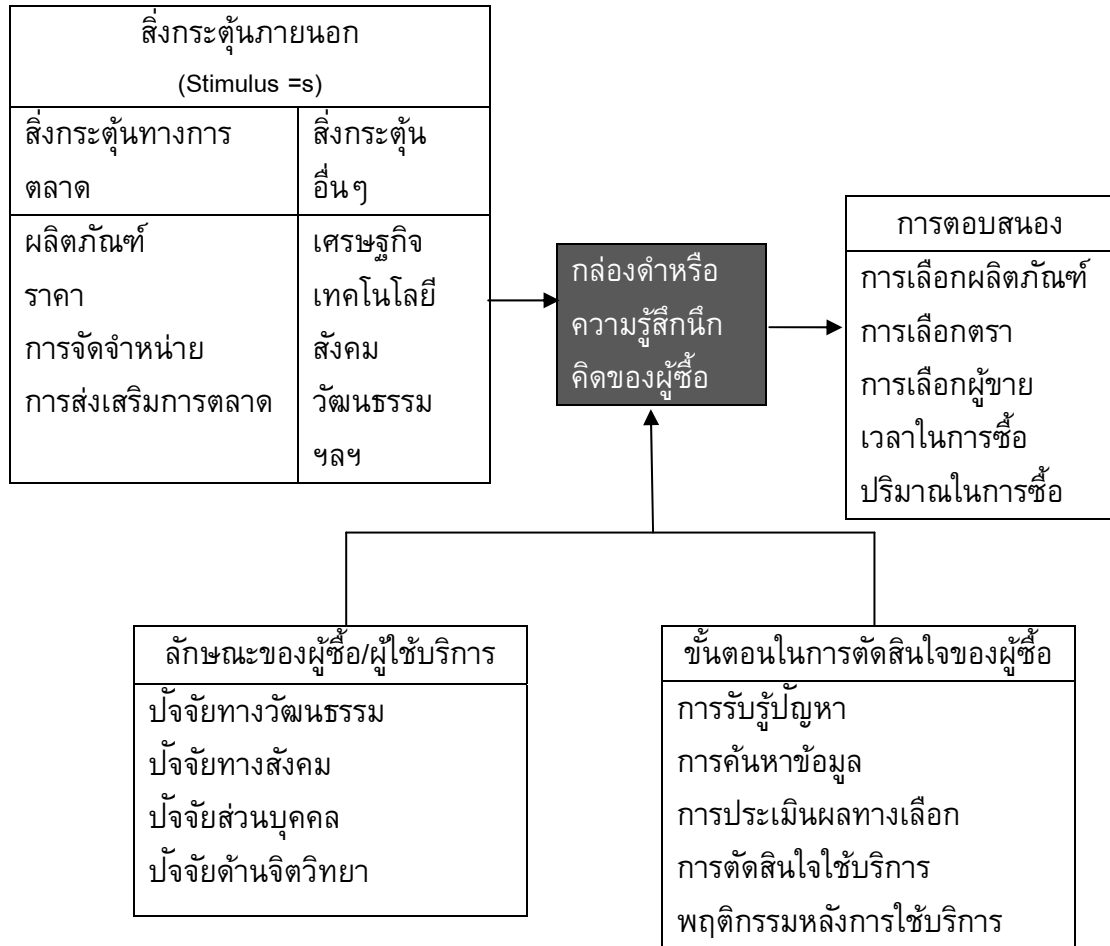 สิ่งกระตุ้นภายนอก
(Stimulus =s)
สิ่งกระตุ้นทางการ
ตลาด
สิ่งกระตุ้น
อื่นๆ
ผลิตภัณฑ์
ราคา
การจัดจำหน่าย
การส่งเสริมการตลาด
เศรษฐกิจ
เทคโนโลยี
สังคม
วัฒนธรรม
ฯลฯ
กล่องดำหรือ
ความรู้สึกนึก
คิดของผู้ซื้อ
การตอบสนอง
การเลือกผลิตภัณฑ์
การเลือกตรา
การเลือกผู้ขาย
เวลาในการซื้อ
ปริมาณในการซื้อ
ลักษณะของผู้ซื้อ/ผู้ใช้บริการ
ปัจจัยทางวัฒนธรรม
ปัจจัยทางสังคม
ปัจจัยส่วนบุคคล
ปัจจัยด้านจิตวิทยา
ขั้นตอนในการตัดสินใจของผู้ซื้อ
การรับรู้ปัญหา
การค้นหาข้อมูล
การประเมินผลทางเลือก
การตัดสินใจใช้บริการ
พฤติกรรมหลังการใช้บริการ